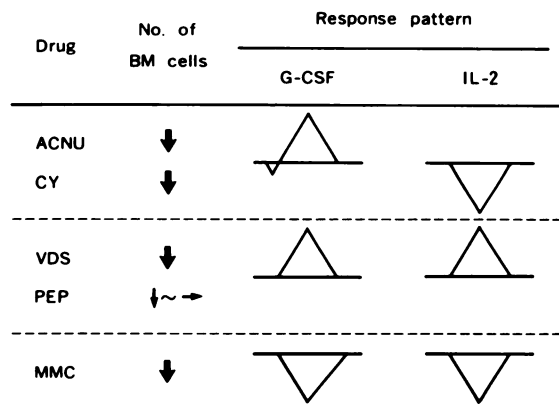 Drug
No. of
BM cells
Response pattern
G-CSF
IL-2
ACNU
CY
VDS
PEP
↓~→
MMC